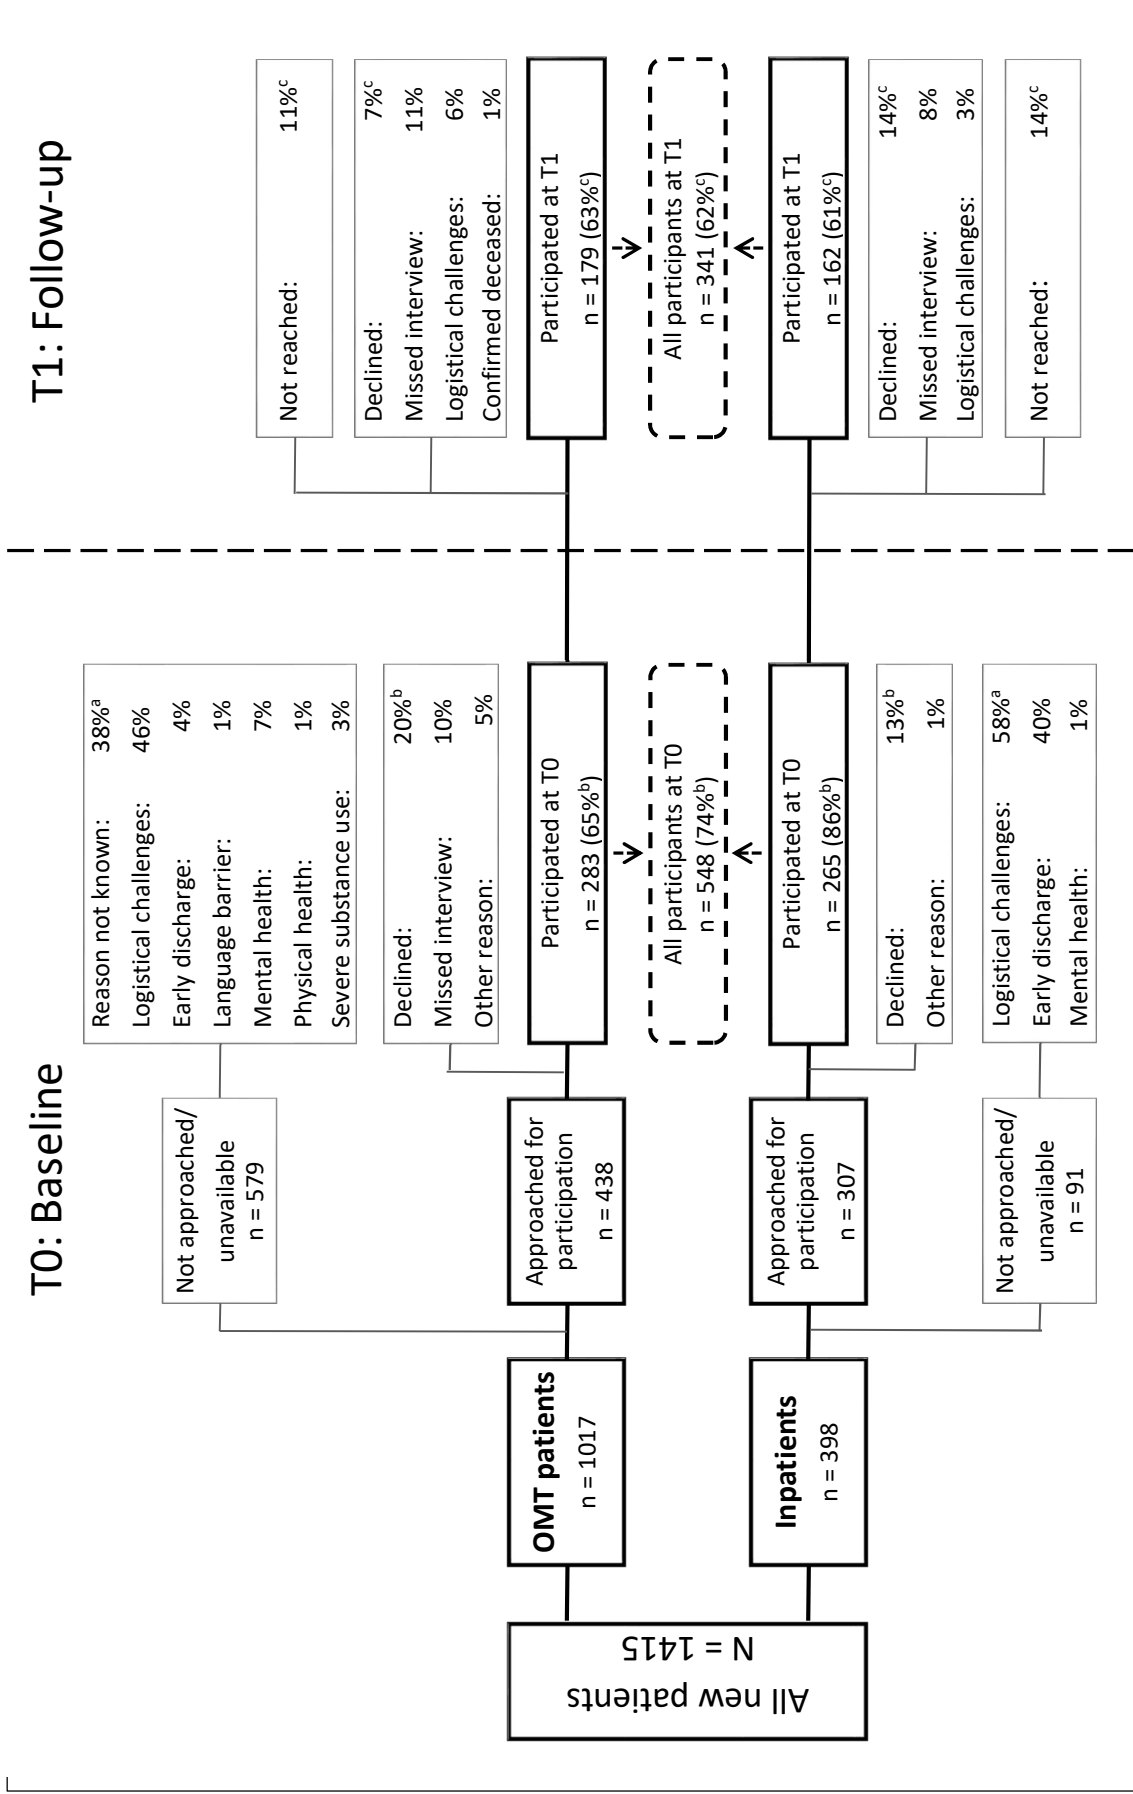 T0: Baseline
T1: Follow-up
All new patients
N = 1415
OMT patients
n = 1017
Not approached/
unavailable
n = 579
Reason not known: 38%ᵃ
Logistical challenges: 46%
Early discharge: 4%
Language barrier: 1%
Mental health: 7%
Physical health: 1%
Severe substance use: 3%
Approached for
participation
n = 438
Declined: 20%ᵇ
Missed interview: 10%
Other reason: 5%
Participated at T0
n = 283 (65%ᵇ)
All participants at T0
n = 548 (74%ᵇ)
Inpatients
n = 398
Approached for
participation
n = 307
Participated at T0
n = 265 (86%ᵇ)
Declined: 13%ᵇ
Other reason: 1%
Not approached/
unavailable
n = 91
Logistical challenges: 58%ᵃ
Early discharge: 40%
Mental health: 1%
Not reached: 11%ᶜ
Declined: 7%ᶜ
Missed interview: 11%
Logistical challenges: 6%
Confirmed deceased: 1%
Participated at T1
n = 179 (63%ᶜ)
All participants at T1
n = 341 (62%ᶜ)
Participated at T1
n = 162 (61%ᶜ)
Declined: 14%ᶜ
Missed interview: 8%
Logistical challenges: 3%
Not reached: 14%ᶜ